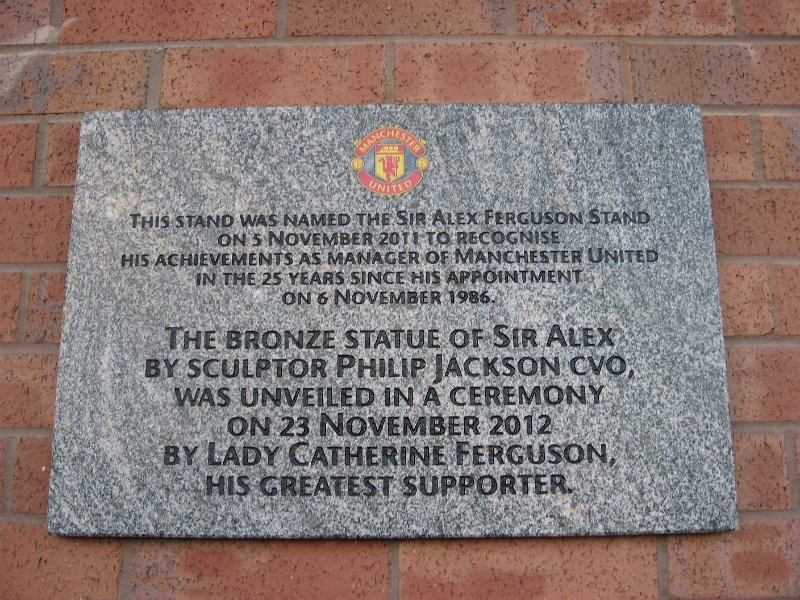 MANCHESTER
UNITED
THIS STAND WAS NAMED THE SIR ALEX FERGUSON STAND
ON 5 NOVEMBER 2011 TO RECOGNISE
HIS ACHIEVEMENTS AS MANAGER OF MANCHESTER UNITED
IN THE 25 YEARS SINCE HIS APPOINTMENT
ON 6 NOVEMBER 1986.
THE BRONZE STATUE OF SIR ALEX
BY SCULPTOR PHILIP JACKSON CVO,
WAS UNVEILED IN A CEREMONY
ON 23 NOVEMBER 2012
BY LADY CATHERINE FERGUSON,
HIS GREATEST SUPPORTER.